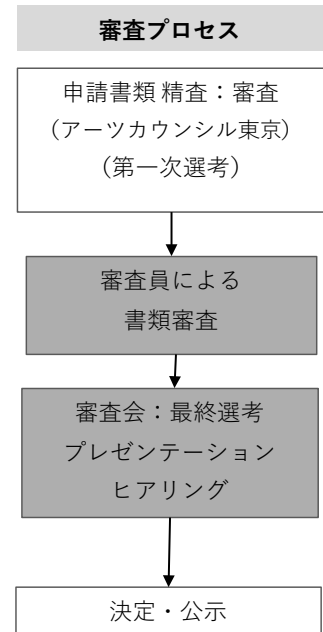 審査プロセス
申請書類 精査：審査
(アーツカウンシル東京)
(第一次選考)
審査員による
書類審査
審査会：最終選考
プレゼンテーション
ヒアリング
決定・公示